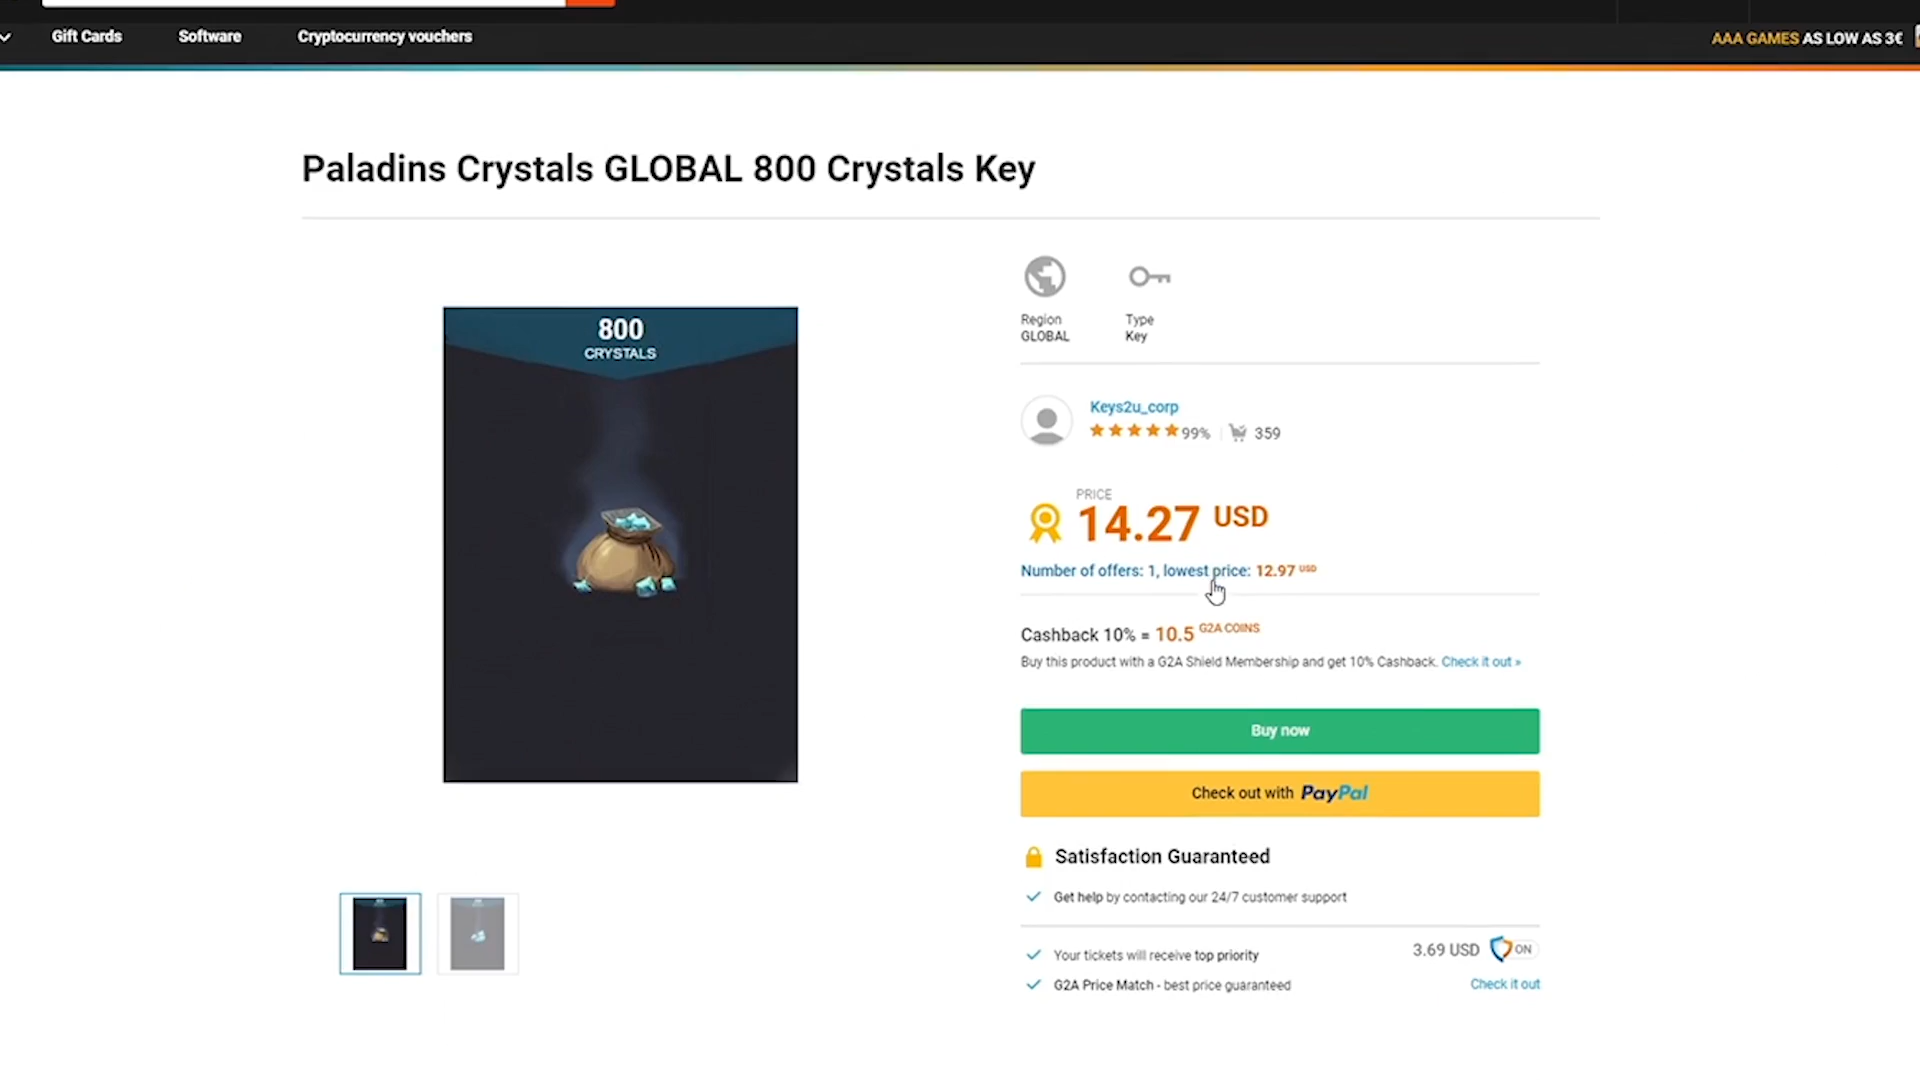 Gift Cards Software Cryptocurrency vouchers AAA GAMES AS LOW AS 3€
Paladins Crystals GLOBAL 800 Crystals Key
800
CRYSTALS
Region
GLOBAL
Type
Key
Keys2u_corp
99% 359
PRICE
14.27 USD
Number of offers: 1, lowest price: 12.97 USD
Cashback 10% = 10.5 G2A COINS
Buy this product with a G2A Shield Membership and get 10% Cashback. Check it out »
Buy now
Check out with PayPal
Satisfaction Guaranteed
Get help by contacting our 24/7 customer support
Your tickets will receive top priority
3.69 USD ON
G2A Price Match - best price guaranteed
Check it out